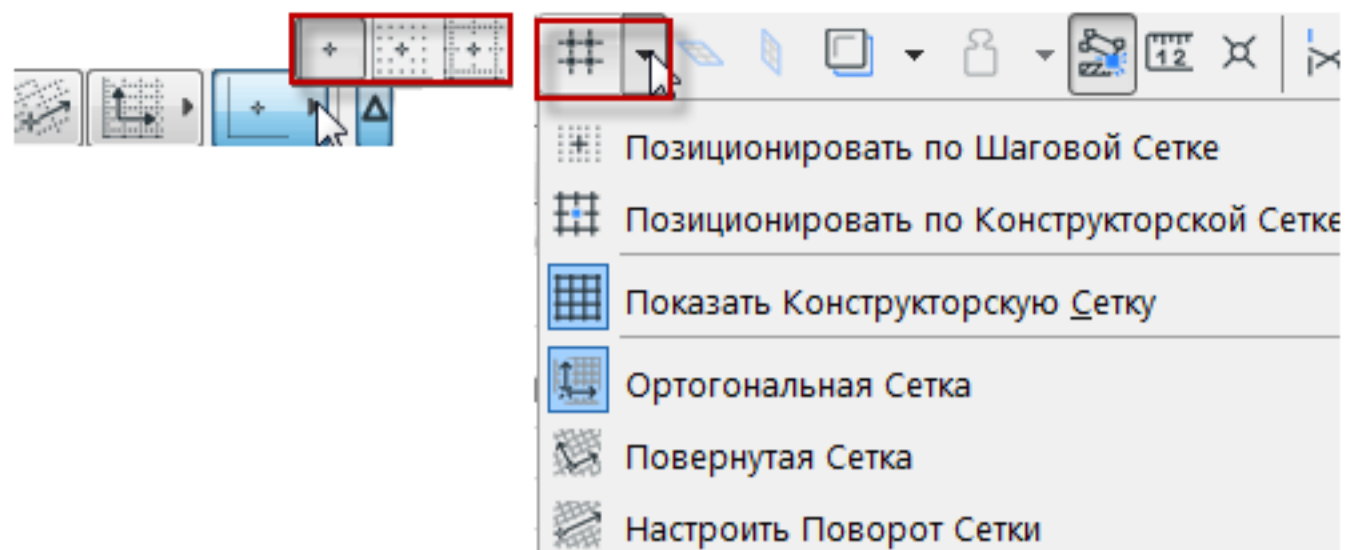 12
Позиционировать по Шаговой Сетке
Позиционировать по Конструкторской Сетке
Показать Конструкторскую Сетку
Ортогональная Сетка
Повернутая Сетка
Настроить Поворот Сетки